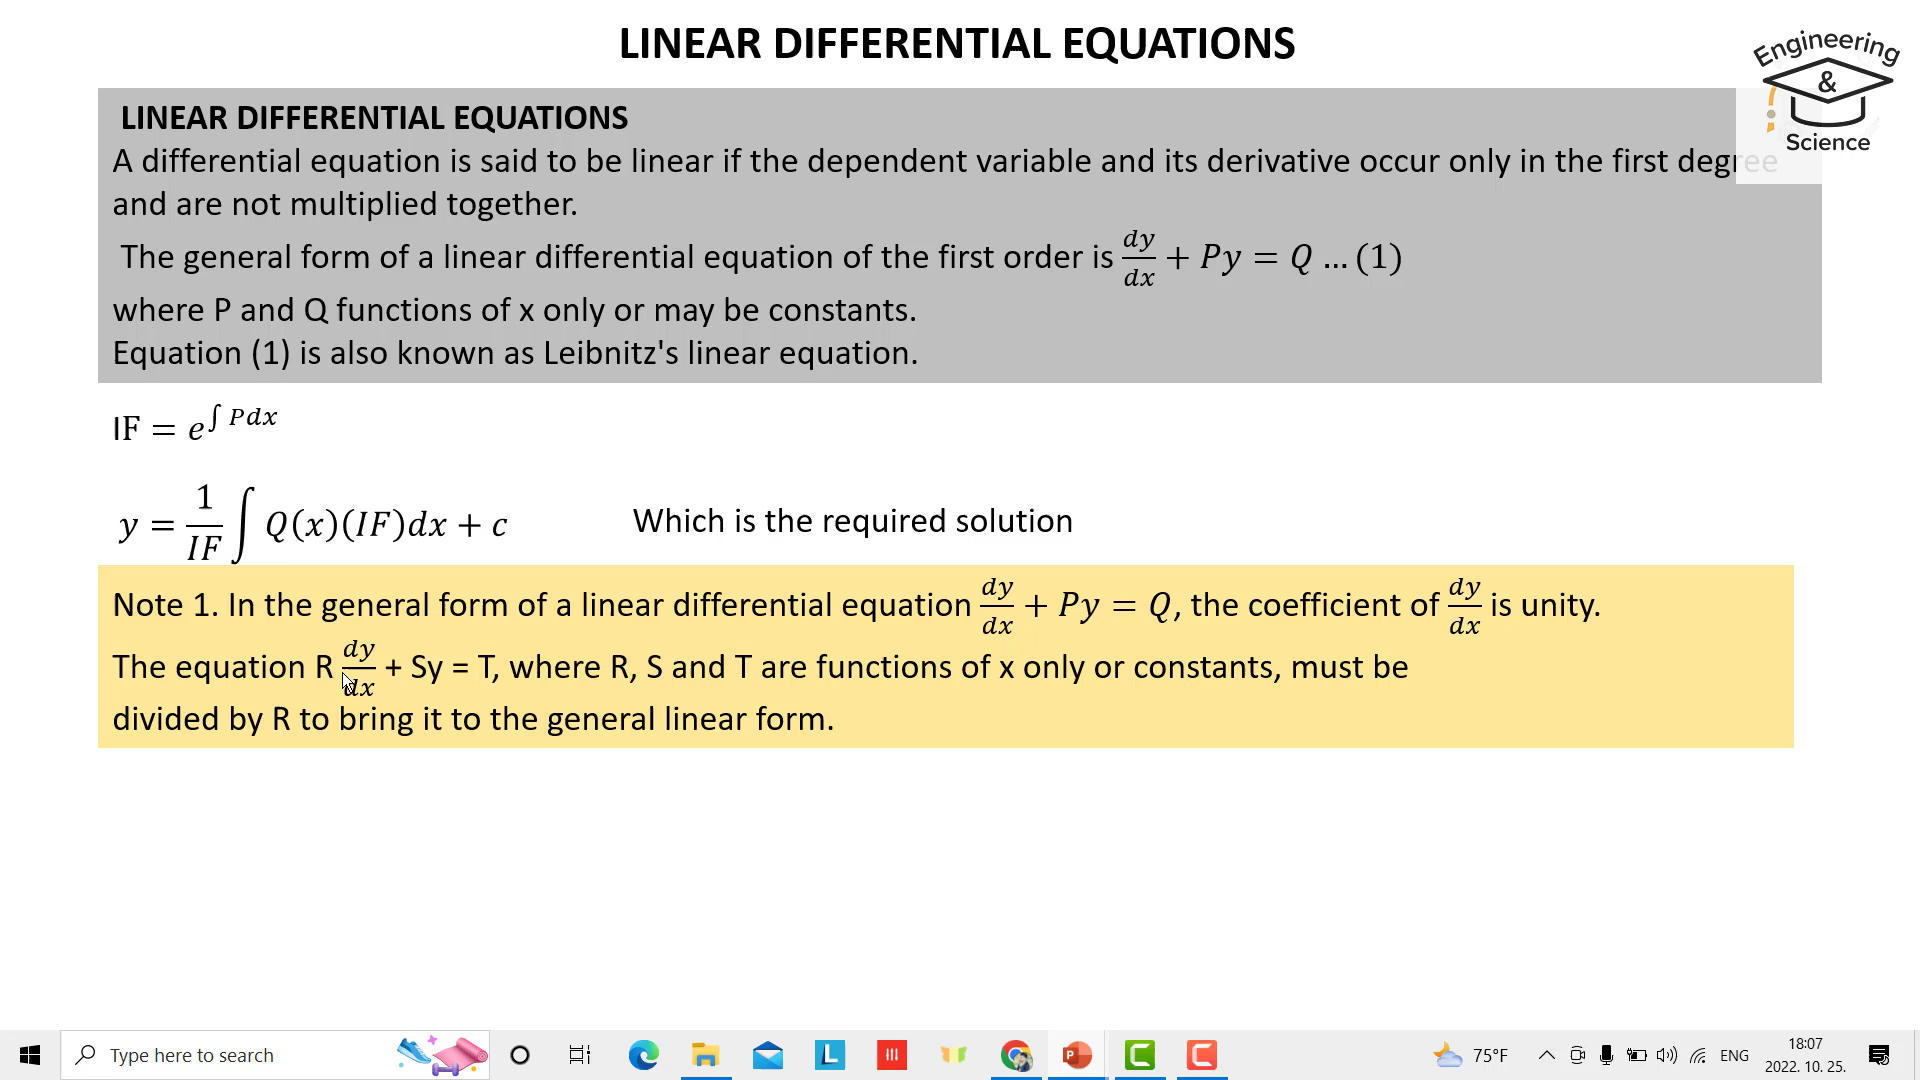 LINEAR DIFFERENTIAL EQUATIONS
Engineering
&
Science
LINEAR DIFFERENTIAL EQUATIONS
A differential equation is said to be linear if the dependent variable and its derivative occur only in the first degree
and are not multiplied together.
The general form of a linear differential equation of the first order is dy/dx + Py = Q … (1)
where P and Q functions of x only or may be constants.
Equation (1) is also known as Leibnitz's linear equation.
IF = e^∫ Pdx
y = 1/IF ∫ Q(x)(IF)dx + c Which is the required solution
Note 1. In the general form of a linear differential equation dy/dx + Py = Q, the coefficient of dy/dx is unity.
The equation R dy/dx + Sy = T, where R, S and T are functions of x only or constants, must be
divided by R to bring it to the general linear form.
Type here to search
L
P
C
C
75°F
ENG
18:07
2022. 10. 25.